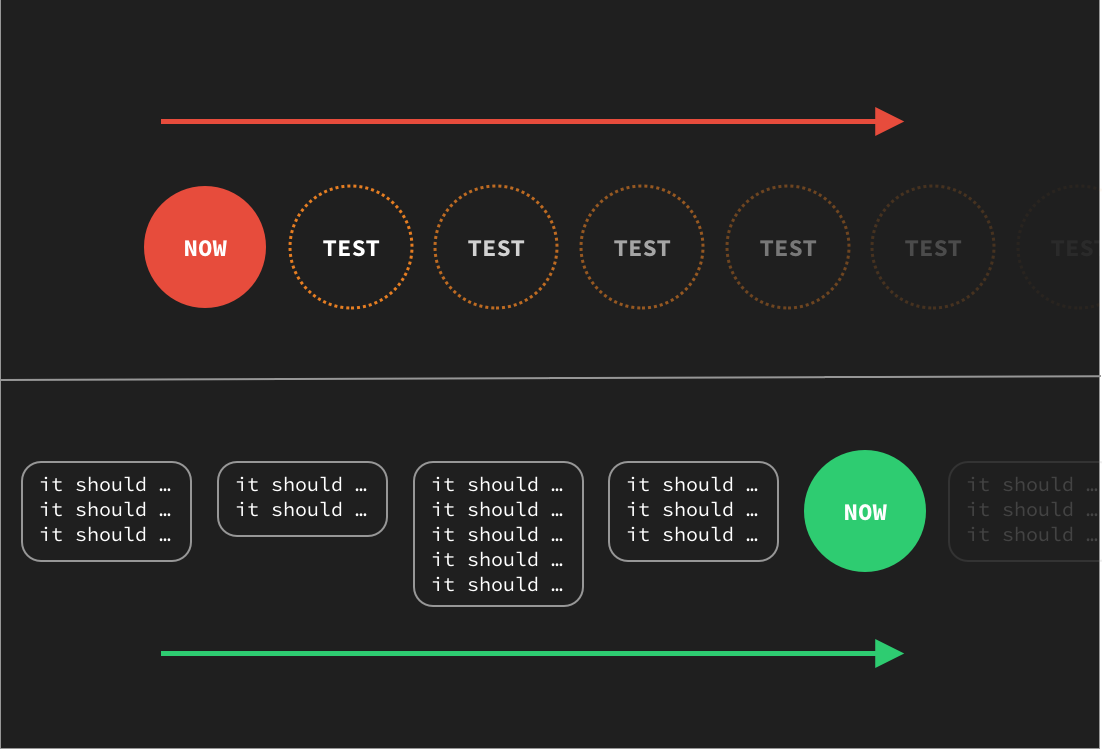 NOW TEST TEST TEST TEST TEST TEST
it should … it should … it should … it should … NOW it should …
it should … it should … it should … it should … it should …
it should … it should … it should … it should …
it should …
it should …